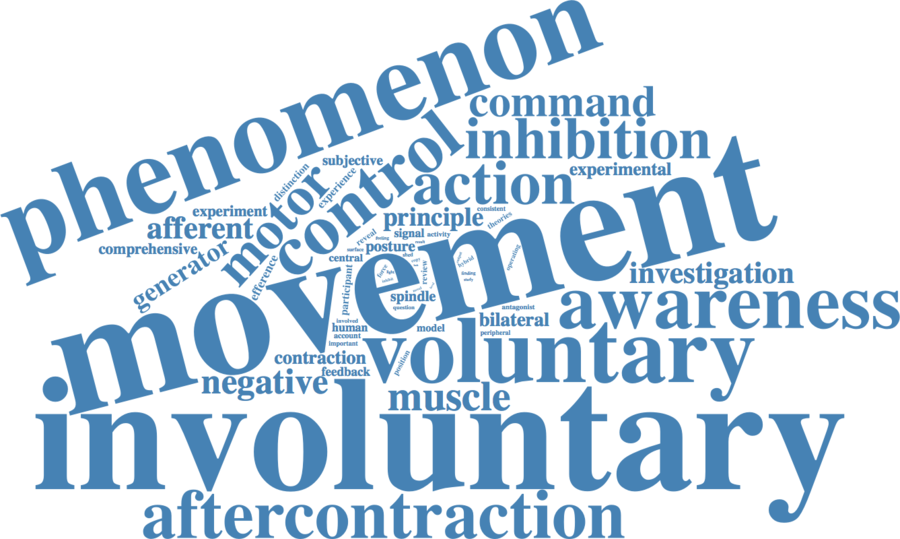 phenomenon
command
control
inhibition
subjective
distinction
experience
experimental
motor
action
movement
experiment
afferent
principle
consistent
theories
comprehensive
generator
efference
reveal
finding
signal
activity
surface
posture
central
participant
force
review
hybrid
finding
study
operating
spindle
question
investigation
awareness
antagonist
bilateral
peripheral
involved
human
account
important
model
voluntary
contraction
feedback
position
negative
muscle
involuntary
aftercontraction